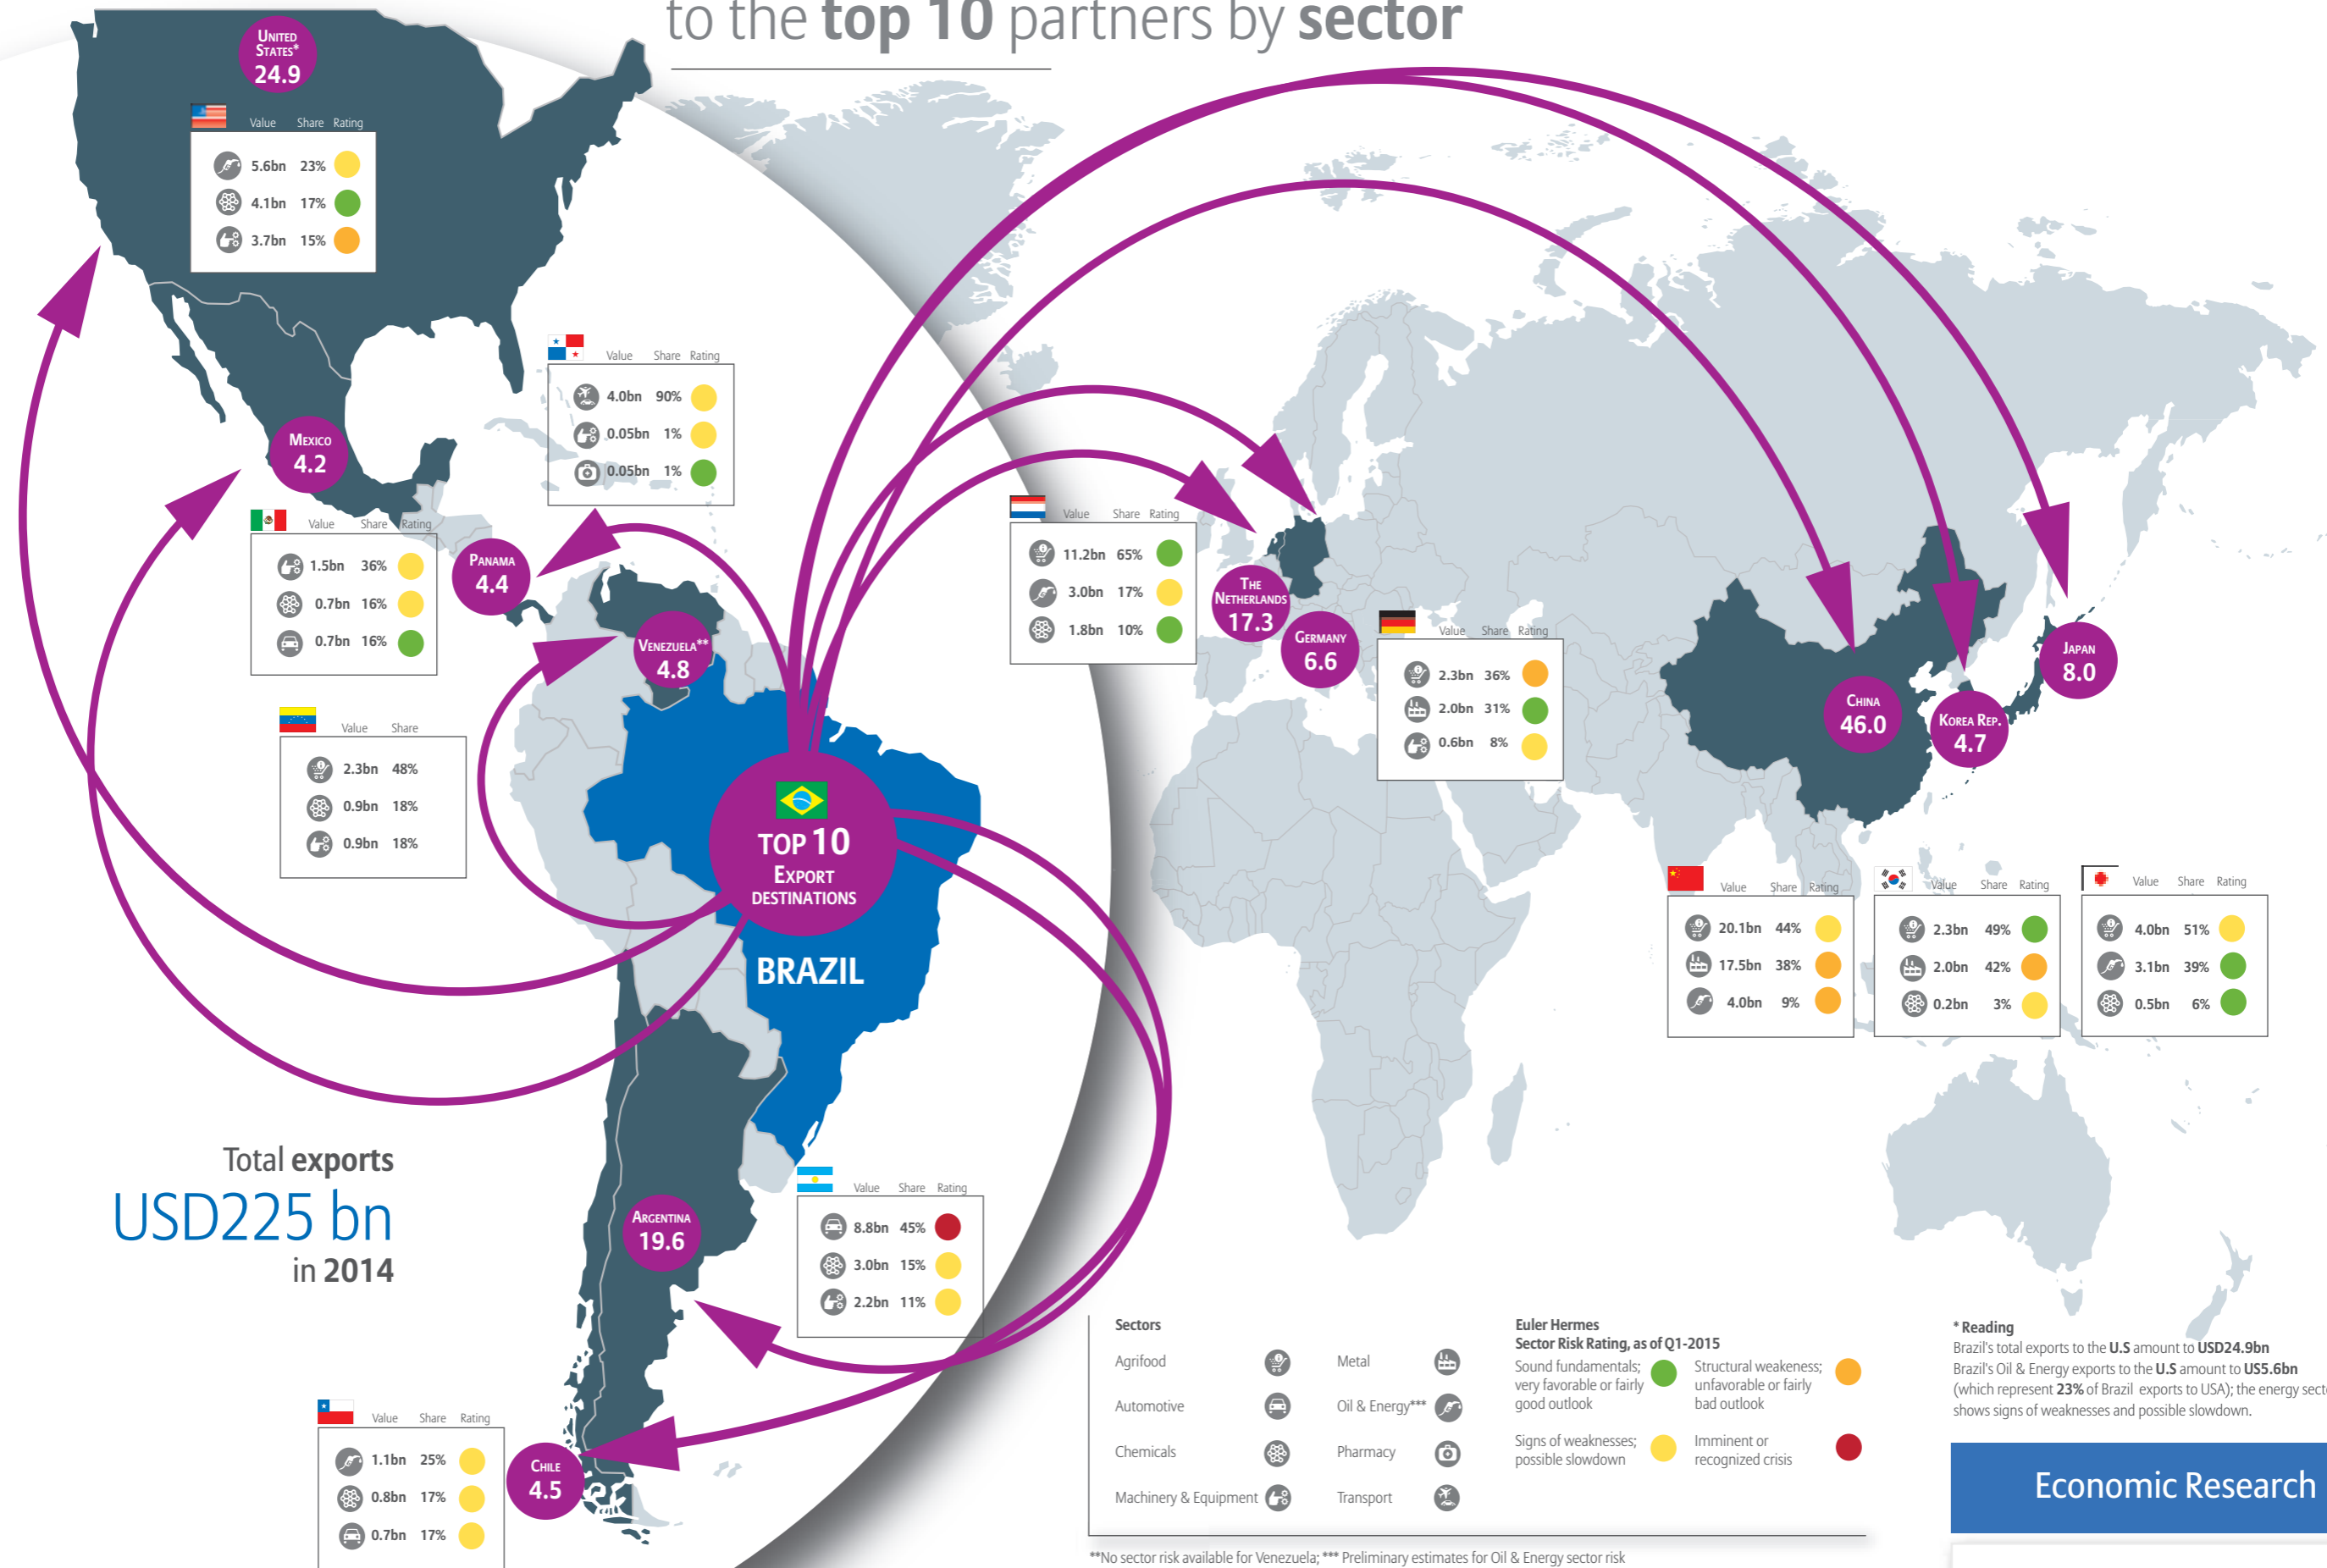 to the top 10 partners by sector
UNITED
STATES*
24.9
Value Share Rating
5.6bn 23%
4.1bn 17%
3.7bn 15%
Value Share Rating
4.0bn 90%
0.05bn 1%
0.05bn 1%
MEXICO
4.2
Value Share Rating
1.5bn 36%
0.7bn 16%
0.7bn 16%
PANAMA
4.4
VENEZUELA**
4.8
Value Share
2.3bn 48%
0.9bn 18%
0.9bn 18%
Value Share Rating
11.2bn 65%
3.0bn 17%
1.8bn 10%
THE
NETHERLANDS
17.3
GERMANY
6.6
Value Share Rating
2.3bn 36%
2.0bn 31%
0.6bn 8%
CHINA
46.0
KOREA REP.
4.7
JAPAN
8.0
Value Share Rating
20.1bn 44%
17.5bn 38%
4.0bn 9%
Value Share Rating
2.3bn 49%
2.0bn 42%
0.2bn 3%
Value Share Rating
4.0bn 51%
3.1bn 39%
0.5bn 6%
TOP 10
EXPORT
DESTINATIONS
BRAZIL
Total exports
USD225 bn
in 2014
ARGENTINA
19.6
Value Share Rating
8.8bn 45%
3.0bn 15%
2.2bn 11%
Value Share Rating
1.1bn 25%
0.8bn 17%
0.7bn 17%
CHILE
4.5
Sectors
Agrifood
Automotive
Chemicals
Machinery & Equipment
Metal
Oil & Energy***
Pharmacy
Transport
Euler Hermes
Sector Risk Rating, as of Q1-2015
Sound fundamentals;
very favorable or fairly
good outlook
Signs of weaknesses;
possible slowdown
Structural weakeness;
unfavorable or fairly
bad outlook
Imminent or
recognized crisis
**No sector risk available for Venezuela; *** Preliminary estimates for Oil & Energy sector risk
* Reading
Brazil's total exports to the U.S amount to USD24.9bn
Brazil's Oil & Energy exports to the U.S amount to US5.6bn
(which represent 23% of Brazil exports to USA); the energy secto
shows signs of weaknesses and possible slowdown.
Economic Research